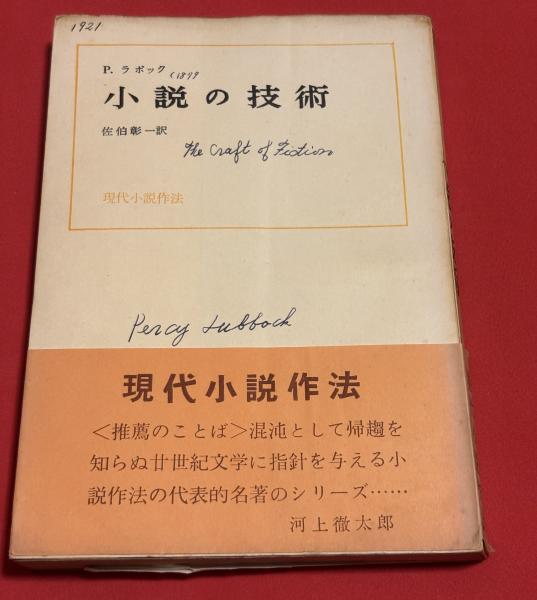 1921
P. ラボック (1879
小説の技術
佐伯彰一訳
The Craft of Fiction
現代小説作法
Percy Lubbock
現代小説作法
<推薦のことば>混沌として帰趨を
知らぬ廿世紀文学に指針を与える小
説作法の代表的名著のシリーズ……
河上徹太郎